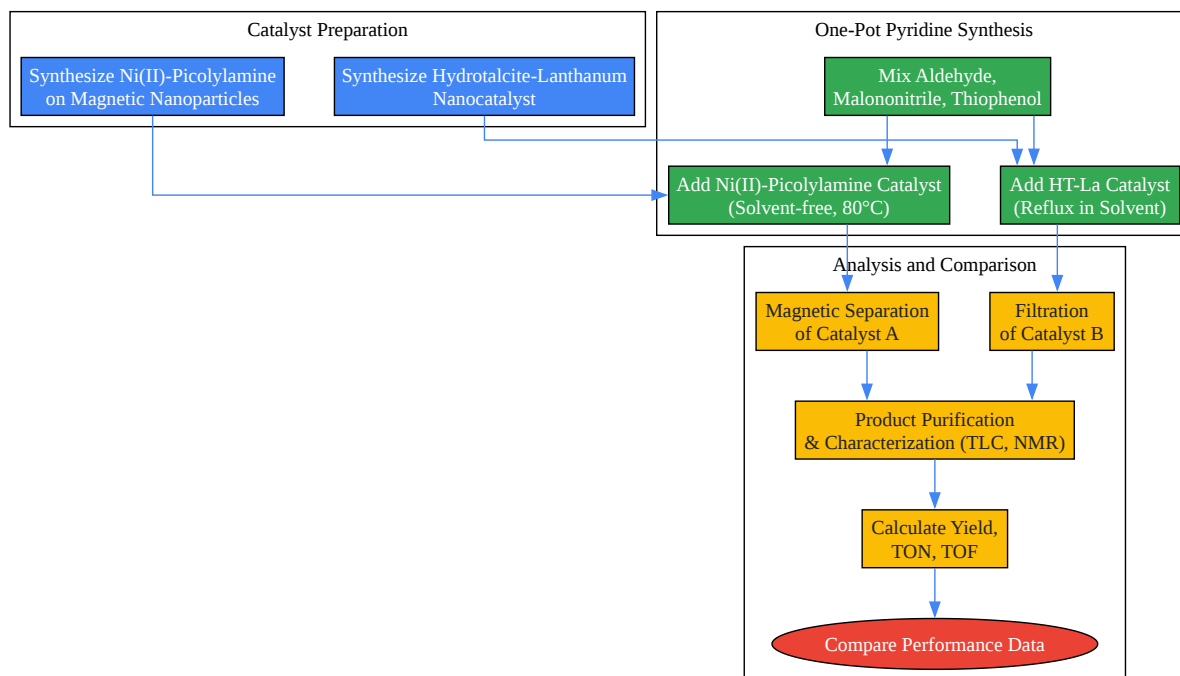 Catalyst Preparation
Synthesize Ni(II)-Picolylamine
on Magnetic Nanoparticles
Synthesize Hydrotalcite-Lanthanum
Nanocatalyst
One-Pot Pyridine Synthesis
Mix Aldehyde,
Malononitrile, Thiophenol
Add Ni(II)-Picolylamine Catalyst
(Solvent-free, 80°C)
Add HT-La Catalyst
(Reflux in Solvent)
Analysis and Comparison
Magnetic Separation
of Catalyst A
Filtration
of Catalyst B
Product Purification
& Characterization (TLC, NMR)
Calculate Yield,
TON, TOF
Compare Performance Data